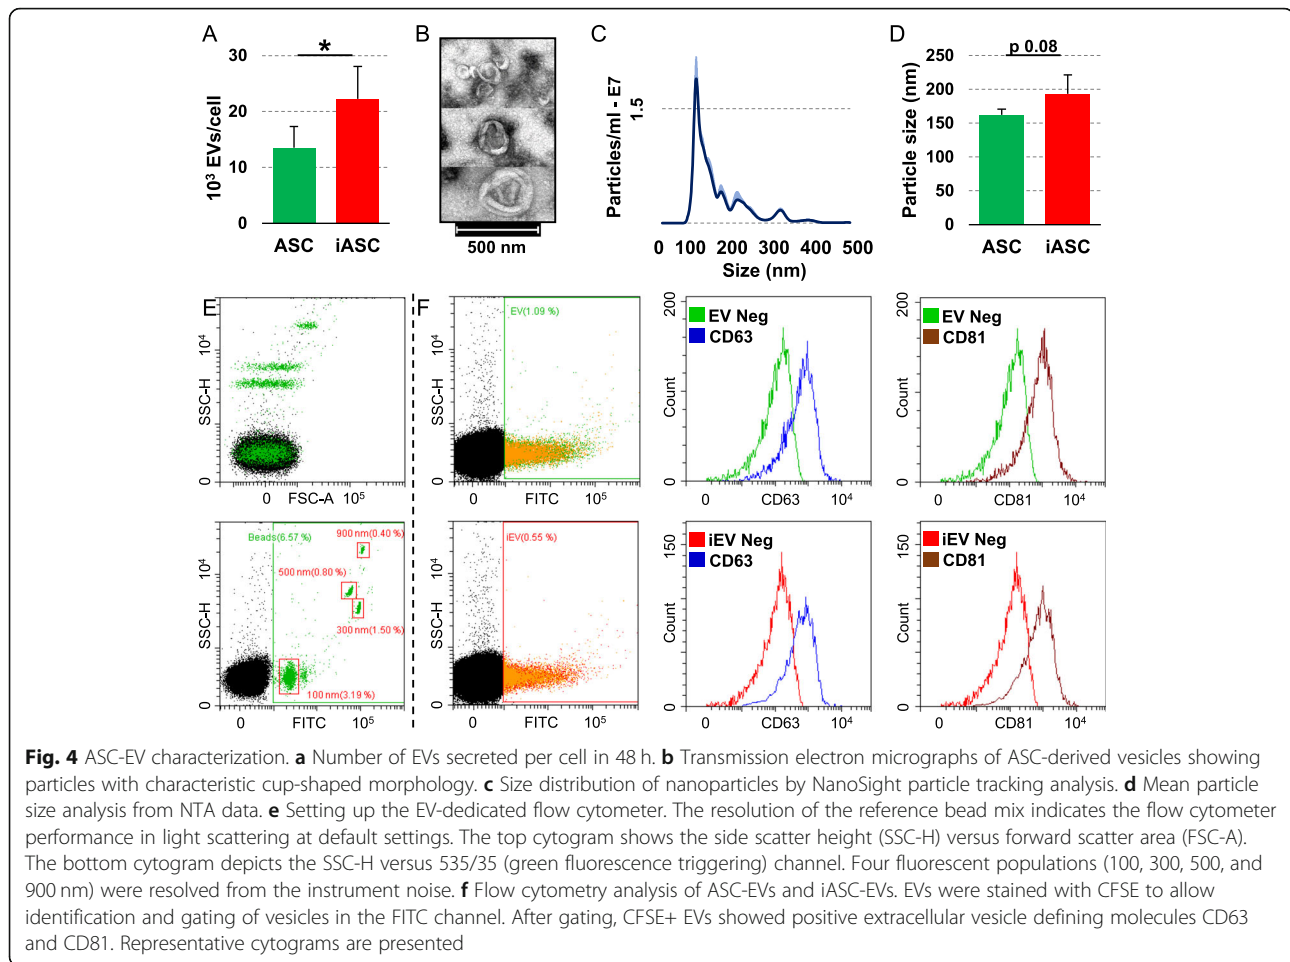 A
30
20
10
0
10³ EVs/cell
*
ASC iASC
B
500 nm
C
Particles/ml - E7
1.5
0 100 200 300 400 500
Size (nm)
D
250
200
150
100
50
0
Particle size (nm)
p 0.08
ASC iASC
E
SSC-H
10⁴
0
0 FSC-A 10⁵
Beads(6.57 %)
900 nm(0.40 %)
500 nm(0.80 %)
300 nm(1.50 %)
100 nm(3.19 %)
SSC-H
10⁴
0
0 FITC 10⁵
F
EV(1.09 %)
SSC-H
10⁴
0
0 FITC 10⁵
200
Count
0
EV Neg
CD63
0 CD63 10⁴
200
Count
0
EV Neg
CD81
0 CD81 10⁴
iEV(0.55 %)
SSC-H
10⁴
0
0 FITC 10⁵
150
Count
0
iEV Neg
CD63
0 CD63 10⁴
150
Count
0
iEV Neg
CD81
0 CD81 10⁴
Fig. 4 ASC-EV characterization. a Number of EVs secreted per cell in 48 h. b Transmission electron micrographs of ASC-derived vesicles showing
particles with characteristic cup-shaped morphology. c Size distribution of nanoparticles by NanoSight particle tracking analysis. d Mean particle
size analysis from NTA data. e Setting up the EV-dedicated flow cytometer. The resolution of the reference bead mix indicates the flow cytometer
performance in light scattering at default settings. The top cytogram shows the side scatter height (SSC-H) versus forward scatter area (FSC-A).
The bottom cytogram depicts the SSC-H versus 535/35 (green fluorescence triggering) channel. Four fluorescent populations (100, 300, 500, and
900 nm) were resolved from the instrument noise. f Flow cytometry analysis of ASC-EVs and iASC-EVs. EVs were stained with CFSE to allow
identification and gating of vesicles in the FITC channel. After gating, CFSE+ EVs showed positive extracellular vesicle defining molecules CD63
and CD81. Representative cytograms are presented